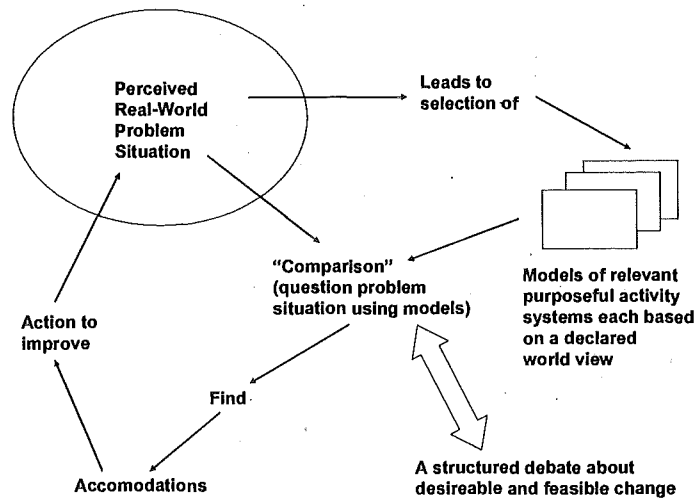 Perceived
Real-World
Problem
Situation
Leads to
selection of
Models of relevant
purposeful activity
systems each based
on a declared
world view
“Comparison”
(question problem
situation using models)
Action to
improve
Find
Accomodations
A structured debate about
desireable and feasible change